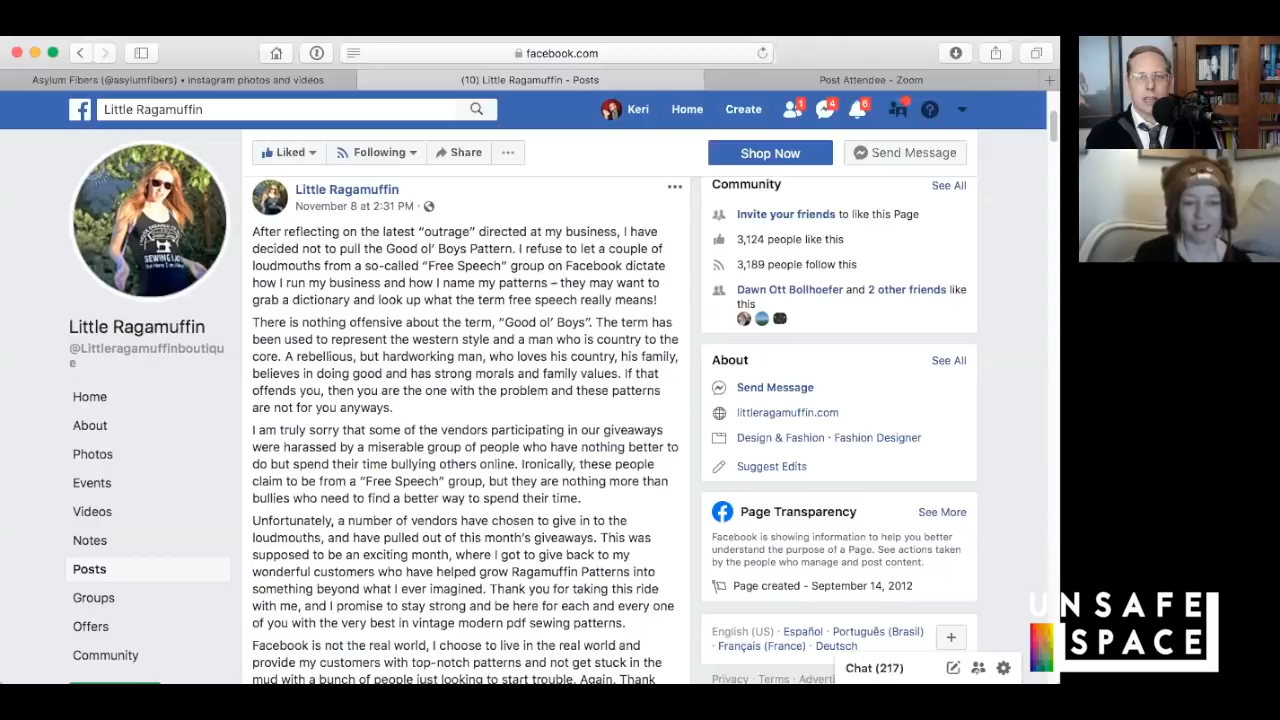 facebook.com
Asylum Fibers (@asylumfibers) • instagram photos and videos
(10) Little Ragamuffin - Posts
Post Attendee - Zoom
Little Ragamuffin
Keri
Home
Create
1
4
6
Liked
Following
Share
Shop Now
Send Message
Little Ragamuffin
@Littleragamuffinboutiqu
e
Home
About
Photos
Events
Videos
Notes
Posts
Groups
Offers
Community
Little Ragamuffin
November 8 at 2:31 PM ·
After reflecting on the latest “outrage” directed at my business, I have
decided not to pull the Good ol’ Boys Pattern. I refuse to let a couple of
loudmouths from a so-called “Free Speech” group on Facebook dictate
how I run my business and how I name my patterns – they may want to
grab a dictionary and look up what the term free speech really means!
There is nothing offensive about the term, “Good ol’ Boys”. The term has
been used to represent the western style and a man who is country to the
core. A rebellious, but hardworking man, who loves his country, his family,
believes in doing good and has strong morals and family values. If that
offends you, then you are the one with the problem and these patterns
are not for you anyways.
I am truly sorry that some of the vendors participating in our giveaways
were harassed by a miserable group of people who have nothing better to
do but spend their time bullying others online. Ironically, these people
claim to be from a “Free Speech” group, but they are nothing more than
bullies who need to find a better way to spend their time.
Unfortunately, a number of vendors have chosen to give in to the
loudmouths, and have pulled out of this month’s giveaways. This was
supposed to be an exciting month, where I got to give back to my
wonderful customers who have helped grow Ragamuffin Patterns into
something beyond what I ever imagined. Thank you for taking this ride
with me, and I promise to stay strong and be here for each and every one
of you with the very best in vintage modern pdf sewing patterns.
Facebook is not the real world, I choose to live in the real world and
provide my customers with top-notch patterns and not get stuck in the
mud with a bunch of people just looking to start trouble. Again, Thank
Community
See All
Invite your friends to like this Page
3,124 people like this
3,189 people follow this
Dawn Ott Bollhoefer and 2 other friends like
this
About
See All
Send Message
littleragamuffin.com
Design & Fashion · Fashion Designer
Suggest Edits
Page Transparency
See More
Facebook is showing information to help you better
understand the purpose of a Page. See actions taken
by the people who manage and post content.
Page created - September 14, 2012
English (US) · Español · Português (Brasil) ·
Français (France) · Deutsch
Privacy · Terms · Adverti
Chat (217)
UNSAFE
SPACE